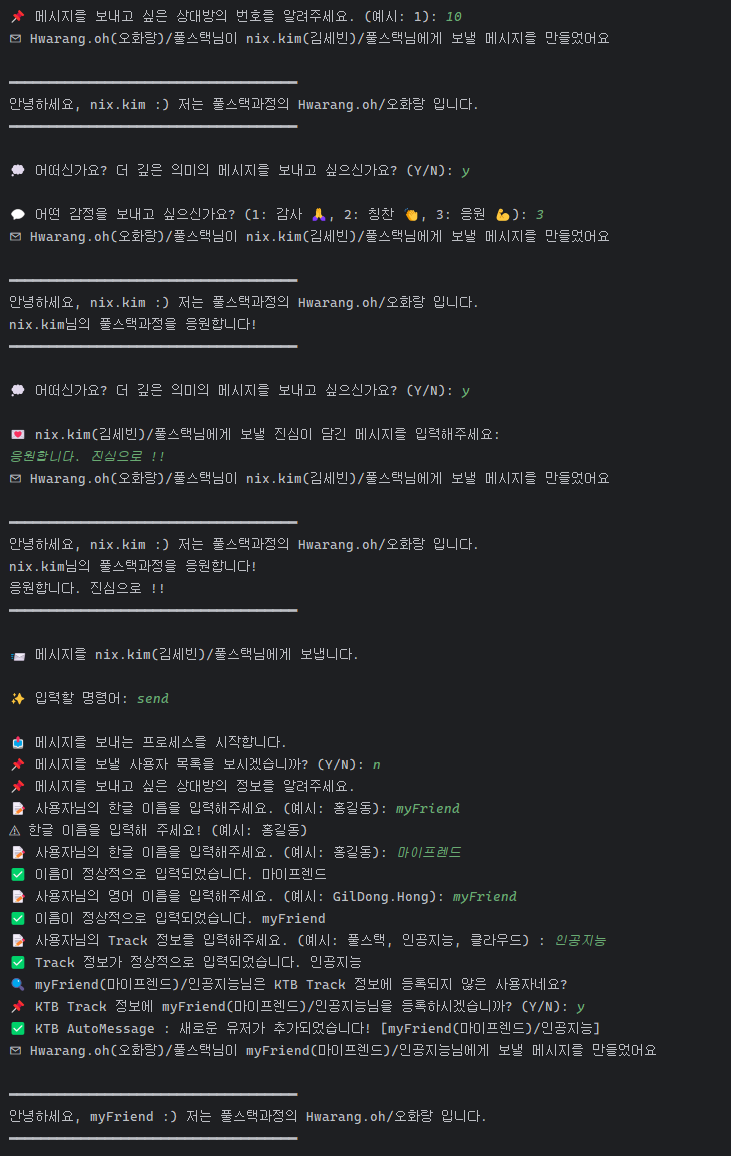 📌 메시지를 보내고 싶은 상대방의 번호를 알려주세요. (예시: 1): 10
✉ Hwarang.oh(오화랑)/풀스택님이 nix.kim(김세빈)/풀스택님에게 보낼 메시지를 만들었어요
━━━━━━━━━━━━━━━━━━━━━━━━━━━━━━━━━━━━
안녕하세요, nix.kim :) 저는 풀스택과정의 Hwarang.oh/오화랑 입니다.
━━━━━━━━━━━━━━━━━━━━━━━━━━━━━━━━━━━━
💭 어떠신가요? 더 깊은 의미의 메시지를 보내고 싶으신가요? (Y/N): y
💬 어떤 감정을 보내고 싶으신가요? (1: 감사 🙏, 2: 칭찬 👏, 3: 응원 💪): 3
✉ Hwarang.oh(오화랑)/풀스택님이 nix.kim(김세빈)/풀스택님에게 보낼 메시지를 만들었어요
━━━━━━━━━━━━━━━━━━━━━━━━━━━━━━━━━━━━
안녕하세요, nix.kim :) 저는 풀스택과정의 Hwarang.oh/오화랑 입니다.
nix.kim님의 풀스택과정을 응원합니다!
━━━━━━━━━━━━━━━━━━━━━━━━━━━━━━━━━━━━
💭 어떠신가요? 더 깊은 의미의 메시지를 보내고 싶으신가요? (Y/N): y
💌 nix.kim(김세빈)/풀스택님에게 보낼 진심이 담긴 메시지를 입력해주세요:
응원합니다. 진심으로 !!
✉ Hwarang.oh(오화랑)/풀스택님이 nix.kim(김세빈)/풀스택님에게 보낼 메시지를 만들었어요
━━━━━━━━━━━━━━━━━━━━━━━━━━━━━━━━━━━━
안녕하세요, nix.kim :) 저는 풀스택과정의 Hwarang.oh/오화랑 입니다.
nix.kim님의 풀스택과정을 응원합니다!
응원합니다. 진심으로 !!
━━━━━━━━━━━━━━━━━━━━━━━━━━━━━━━━━━━━
📨 메시지를 nix.kim(김세빈)/풀스택님에게 보냅니다.
✨ 입력할 명령어: send
📤 메시지를 보내는 프로세스를 시작합니다.
📌 메시지를 보낼 사용자 목록을 보시겠습니까? (Y/N): n
📌 메시지를 보내고 싶은 상대방의 정보를 알려주세요.
📝 사용자님의 한글 이름을 입력해주세요. (예시: 홍길동): myFriend
⚠ 한글 이름을 입력해 주세요! (예시: 홍길동)
📝 사용자님의 한글 이름을 입력해주세요. (예시: 홍길동): 마이프렌드
✅ 이름이 정상적으로 입력되었습니다. 마이프렌드
📝 사용자님의 영어 이름을 입력해주세요. (예시: GilDong.Hong): myFriend
✅ 이름이 정상적으로 입력되었습니다. myFriend
📝 사용자님의 Track 정보를 입력해주세요. (예시: 풀스택, 인공지능, 클라우드) : 인공지능
✅ Track 정보가 정상적으로 입력되었습니다. 인공지능
🔍 myFriend(마이프렌드)/인공지능님은 KTB Track 정보에 등록되지 않은 사용자네요?
📌 KTB Track 정보에 myFriend(마이프렌드)/인공지능님을 등록하시겠습니까? (Y/N): y
✅ KTB AutoMessage : 새로운 유저가 추가되었습니다! [myFriend(마이프렌드)/인공지능]
✉ Hwarang.oh(오화랑)/풀스택님이 myFriend(마이프렌드)/인공지능님에게 보낼 메시지를 만들었어요
━━━━━━━━━━━━━━━━━━━━━━━━━━━━━━━━━━━━
안녕하세요, myFriend :) 저는 풀스택과정의 Hwarang.oh/오화랑 입니다.
━━━━━━━━━━━━━━━━━━━━━━━━━━━━━━━━━━━━